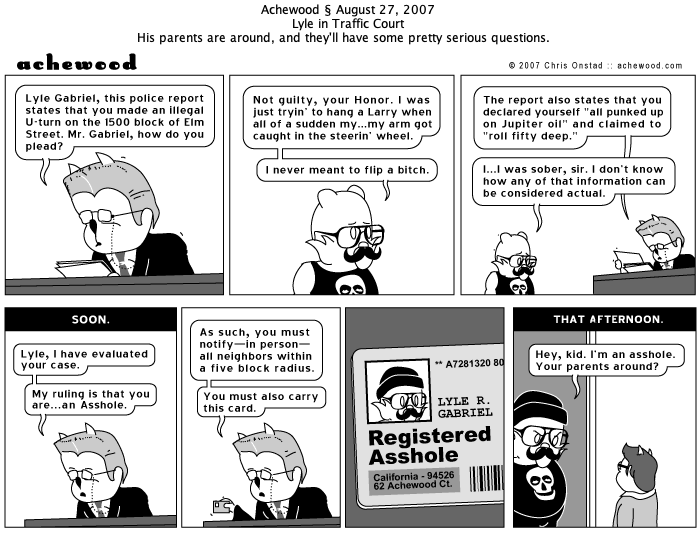 Achewood § August 27, 2007
Lyle in Traffic Court
His parents are around, and they'll have some pretty serious questions.
achewood
© 2007 Chris Onstad :: achewood.com
Lyle Gabriel, this police report
states that you made an illegal
U-turn on the 1500 block of Elm
Street. Mr. Gabriel, how do you
plead?
Not guilty, your Honor. I was
just tryin' to hang a Larry when
all of a sudden my...my arm got
caught in the steerin' wheel.
I never meant to flip a bitch.
The report also states that you
declared yourself "all punked up
on Jupiter oil" and claimed to
"roll fifty deep."
I...I was sober, sir. I don't know
how any of that information can
be considered actual.
SOON.
Lyle, I have evaluated
your case.
My ruling is that you
are...an Asshole.
As such, you must
notify—in person—
all neighbors within
a five block radius.
You must also carry
this card.
** A7281320 80
LYLE R.
GABRIEL
Registered
Asshole
California - 94526
62 Achewood Ct.
THAT AFTERNOON.
Hey, kid. I'm an asshole.
Your parents around?